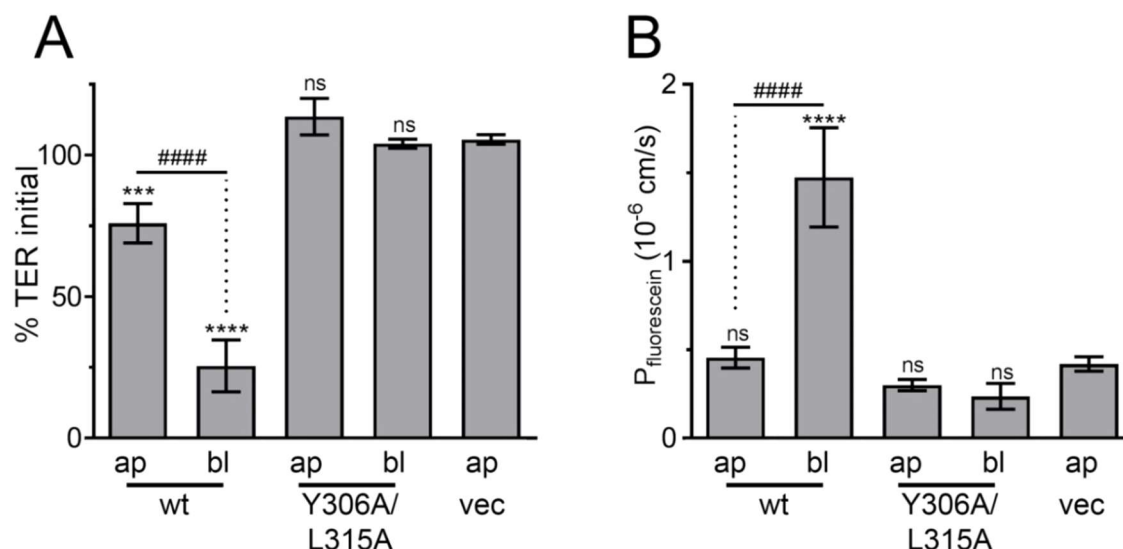 A
% TER initial
100
50
0
***
####
****
ns
ns
ap bl ap bl ap
wt Y306A/ vec
L315A
B
Pfluorescein (10-6 cm/s)
2
1
0
####
****
ns
ns
ns
ap bl ap bl ap
wt Y306A/ vec
L315A